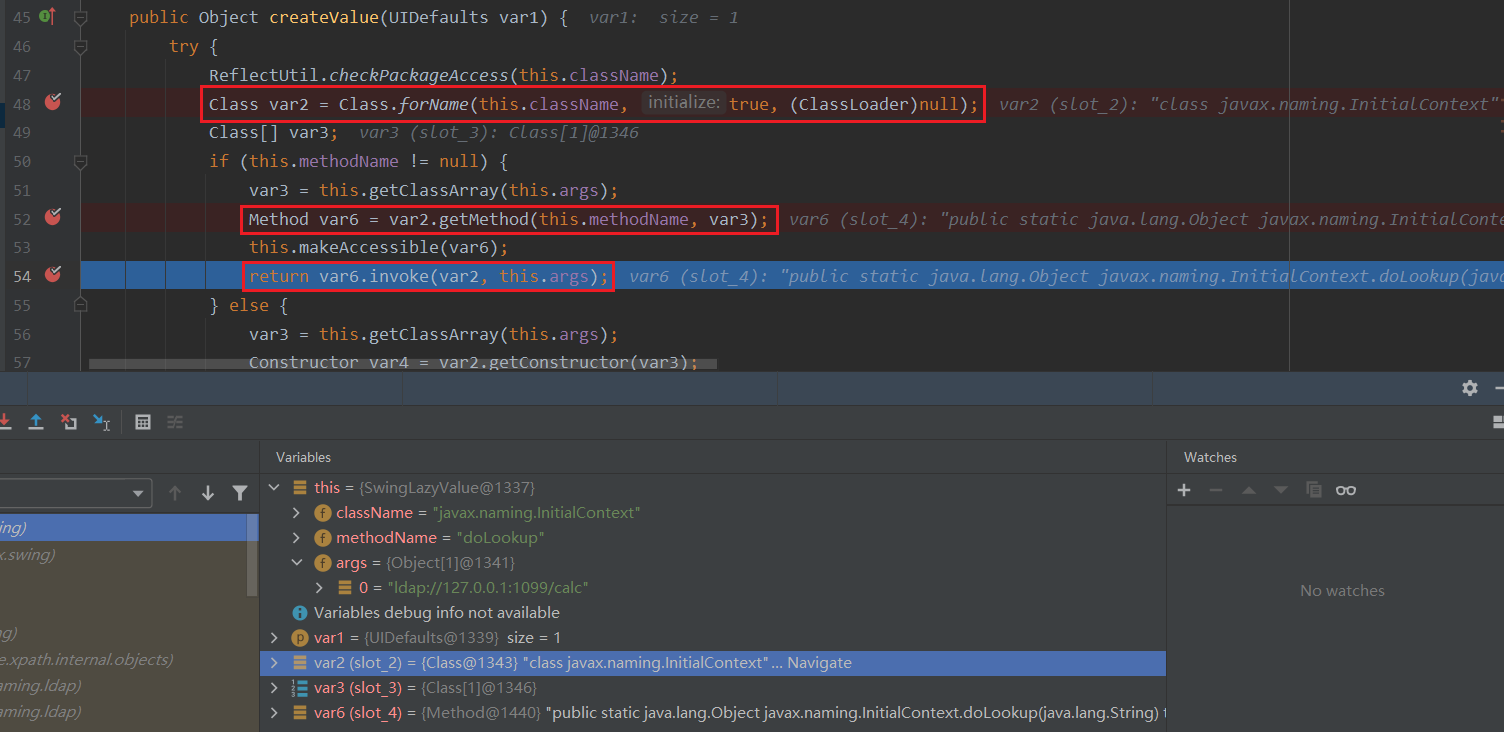 45 public Object createValue(UIDefaults var1) { var1: size = 1
46 try {
47 ReflectUtil.checkPackageAccess(this.className);
48 Class var2 = Class.forName(this.className, initialize: true, (ClassLoader)null); var2 (slot_2): "class javax.naming.InitialContext"
49 Class[] var3; var3 (slot_3): Class[1]@1346
50 if (this.methodName != null) {
51 var3 = this.getClassArray(this.args);
52 Method var6 = var2.getMethod(this.methodName, var3); var6 (slot_4): "public static java.lang.Object javax.naming.InitialConte
53 this.makeAccessible(var6);
54 return var6.invoke(var2, this.args); var6 (slot_4): "public static java.lang.Object javax.naming.InitialContext.doLookup(jav
55 } else {
56 var3 = this.getClassArray(this.args);
57 Constructor var4 = var2.getConstructor(var3);
Variables
Watches
this = {SwingLazyValue@1337}
className = "javax.naming.InitialContext"
methodName = "doLookup"
args = {Object[1]@1341}
0 = "ldap://127.0.0.1:1099/calc"
Variables debug info not available
var1 = {UIDefaults@1339} size = 1
var2 (slot_2) = {Class@1343} "class javax.naming.InitialContext" ... Navigate
var3 (slot_3) = {Class[1]@1346}
var6 (slot_4) = {Method@1440} "public static java.lang.Object javax.naming.InitialContext.doLookup(java.lang.String) t
ing)
x.swing)
ng)
e.xpath.internal.objects)
aming.ldap)
aming.ldap)
No watches